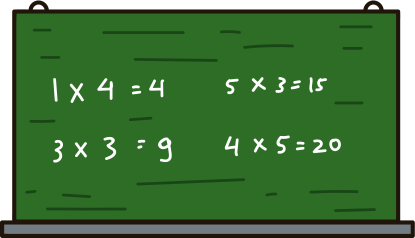 1 x 4 = 4
5 x 3 = 15
3 x 3 = 9
4 x 5 = 20